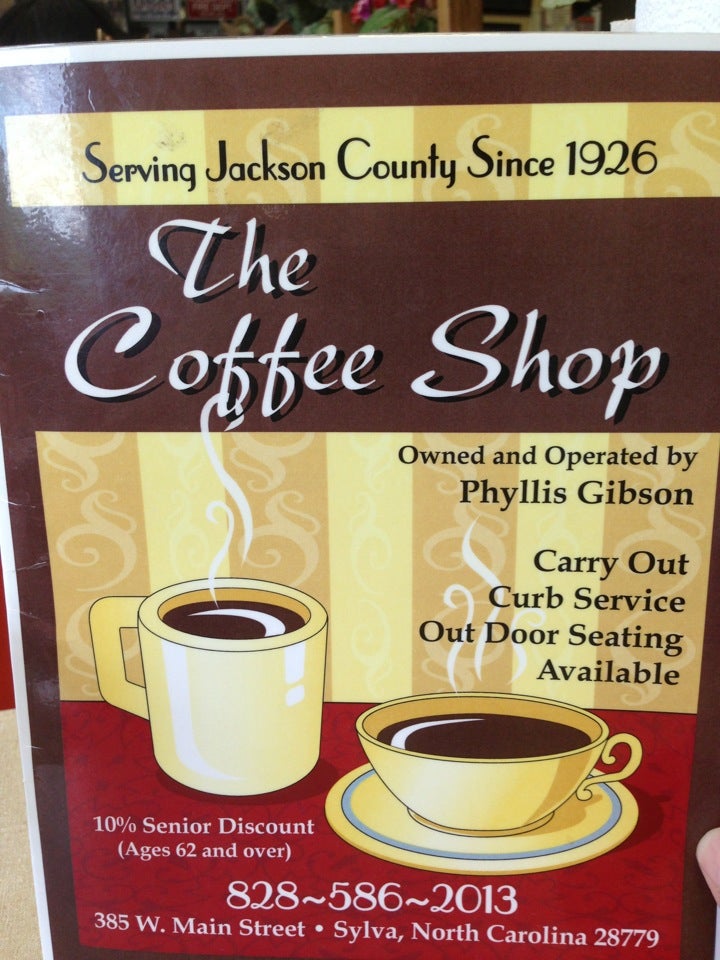 Serving Jackson County Since 1926
The
Coffee Shop
Owned and Operated by
Phyllis Gibson
Carry Out
Curb Service
Out Door Seating
Available
10% Senior Discount
(Ages 62 and over)
828~586~2013
385 W. Main Street • Sylva, North Carolina 28779